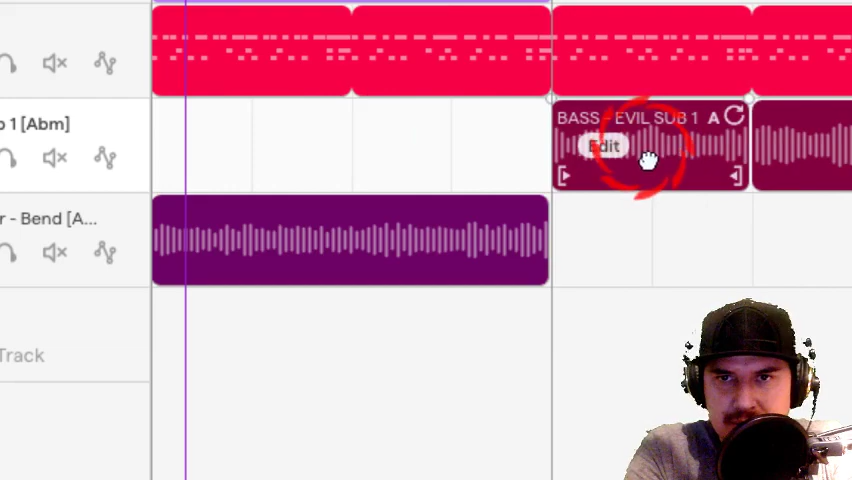 b 1 [Abm]
BASS - EVIL SUB 1 A
Edit
r - Bend [A...
Track